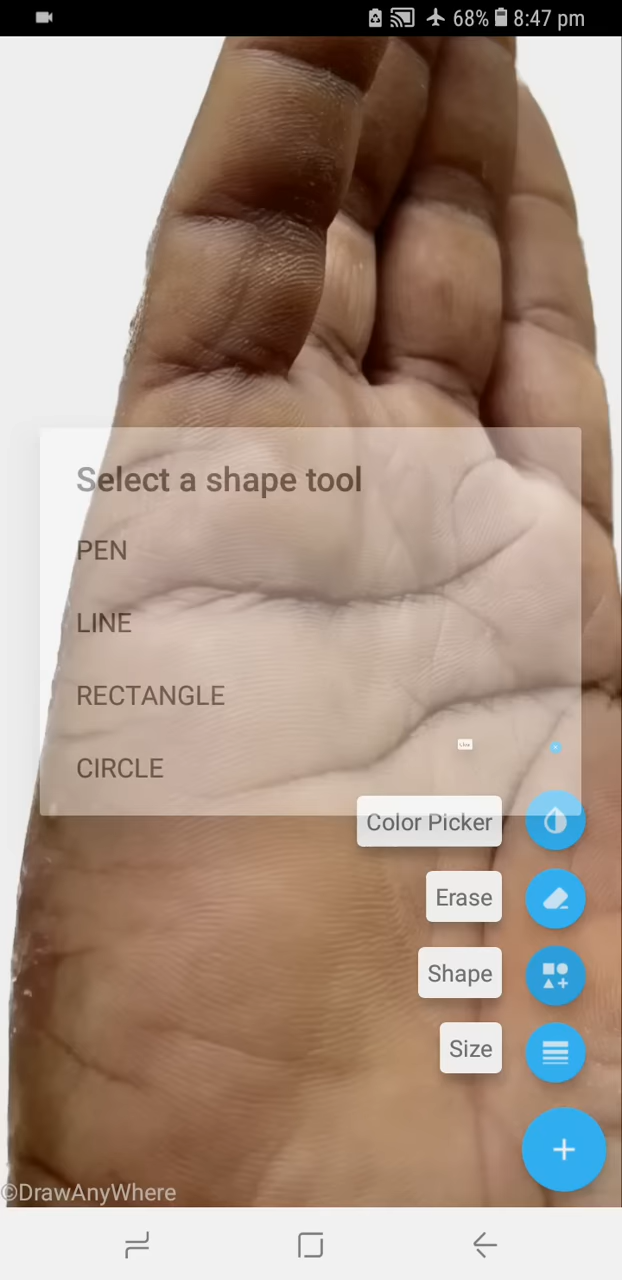 68% 8:47 pm
Select a shape tool
PEN
LINE
RECTANGLE
CIRCLE
Color Picker
Erase
Shape
Size
©DrawAnyWhere